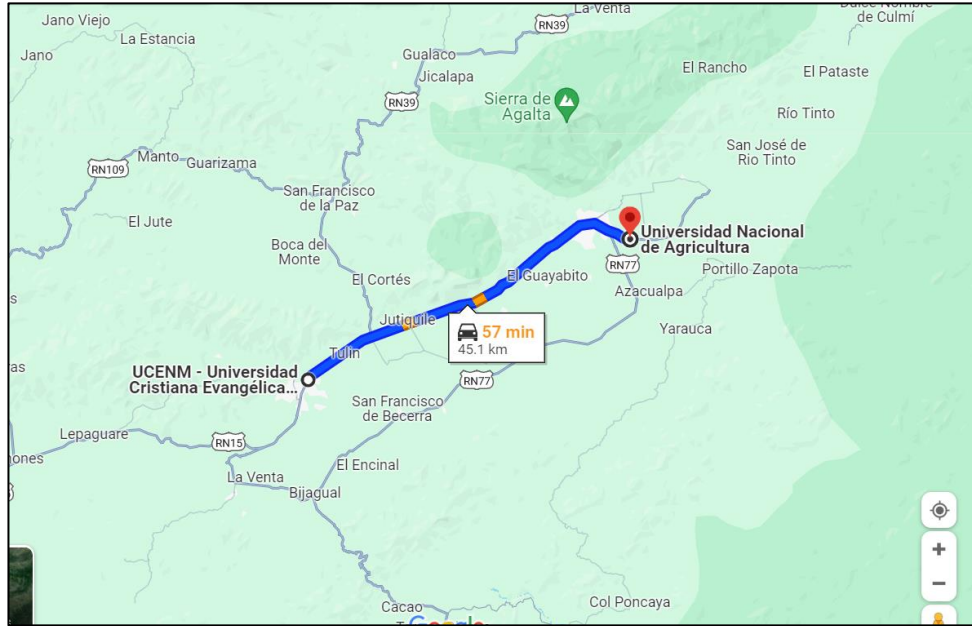 La Venta
Dulce Nombre
de Culmí
Jano Viejo
RN39
La Estancia
Jano
Gualaco
Jicalapa
El Rancho
El Pataste
RN39
Sierra de
Agalta
Río Tinto
San José de
Rio Tinto
Manto
Guarizama
RN109
San Francisco
de la Paz
El Jute
Universidad Nacional
de Agricultura
Boca del
Monte
RN77
Portillo Zapota
El Cortés
El Guayabito
Azacualpa
Jutiquile
Yarauca
57 min
45.1 km
Tulin
UCENM - Universidad
Cristiana Evangélica...
RN77
San Francisco
de Becerra
Lepaguare
RN15
El Encinal
La Venta
Bijagual
Cacao
Col Poncaya